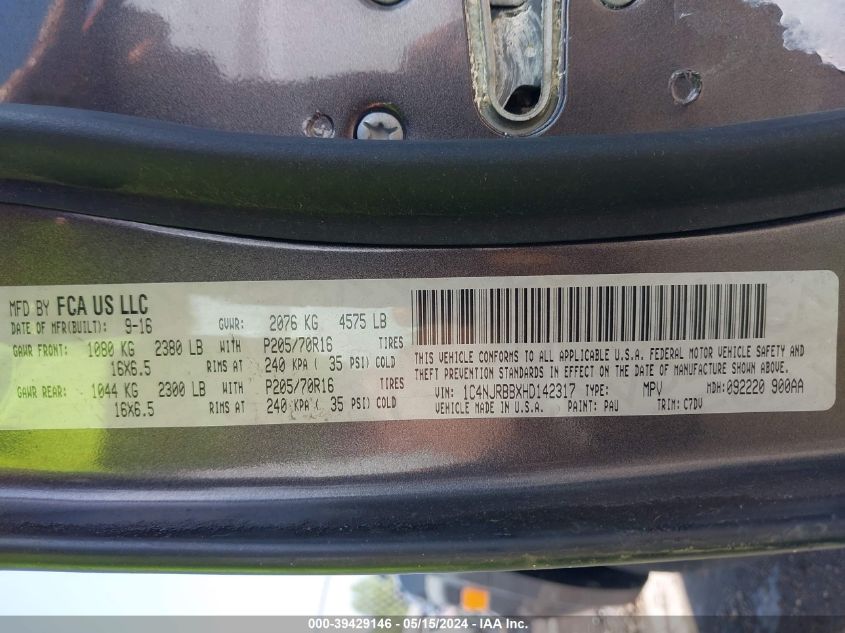 MFD BY FCA US LLC
DATE OF MFR(BUILT): 9-16 GVWR: 2076 KG 4575 LB
GAWR FRONT: 1080 KG 2380 LB WITH P205/70R16 TIRES
16X6.5 RIMS AT 240 KPA ( 35 PSI) COLD
GAWR REAR: 1044 KG 2300 LB WITH P205/70R16 TIRES
16X6.5 RIMS AT 240 KPA ( 35 PSI) COLD
THIS VEHICLE CONFORMS TO ALL APPLICABLE U.S.A. FEDERAL MOTOR VEHICLE SAFETY AND
THEFT PREVENTION STANDARDS IN EFFECT ON THE DATE OF MANUFACTURE SHOWN ABOVE.
VIN: 1C4NJRBBXHD142317 TYPE: MPV MDH: 092220 900AA
VEHICLE MADE IN U.S.A. PAINT: PAU TRIM: C7DV
000-39429146 - 05/15/2024 - IAAI.com